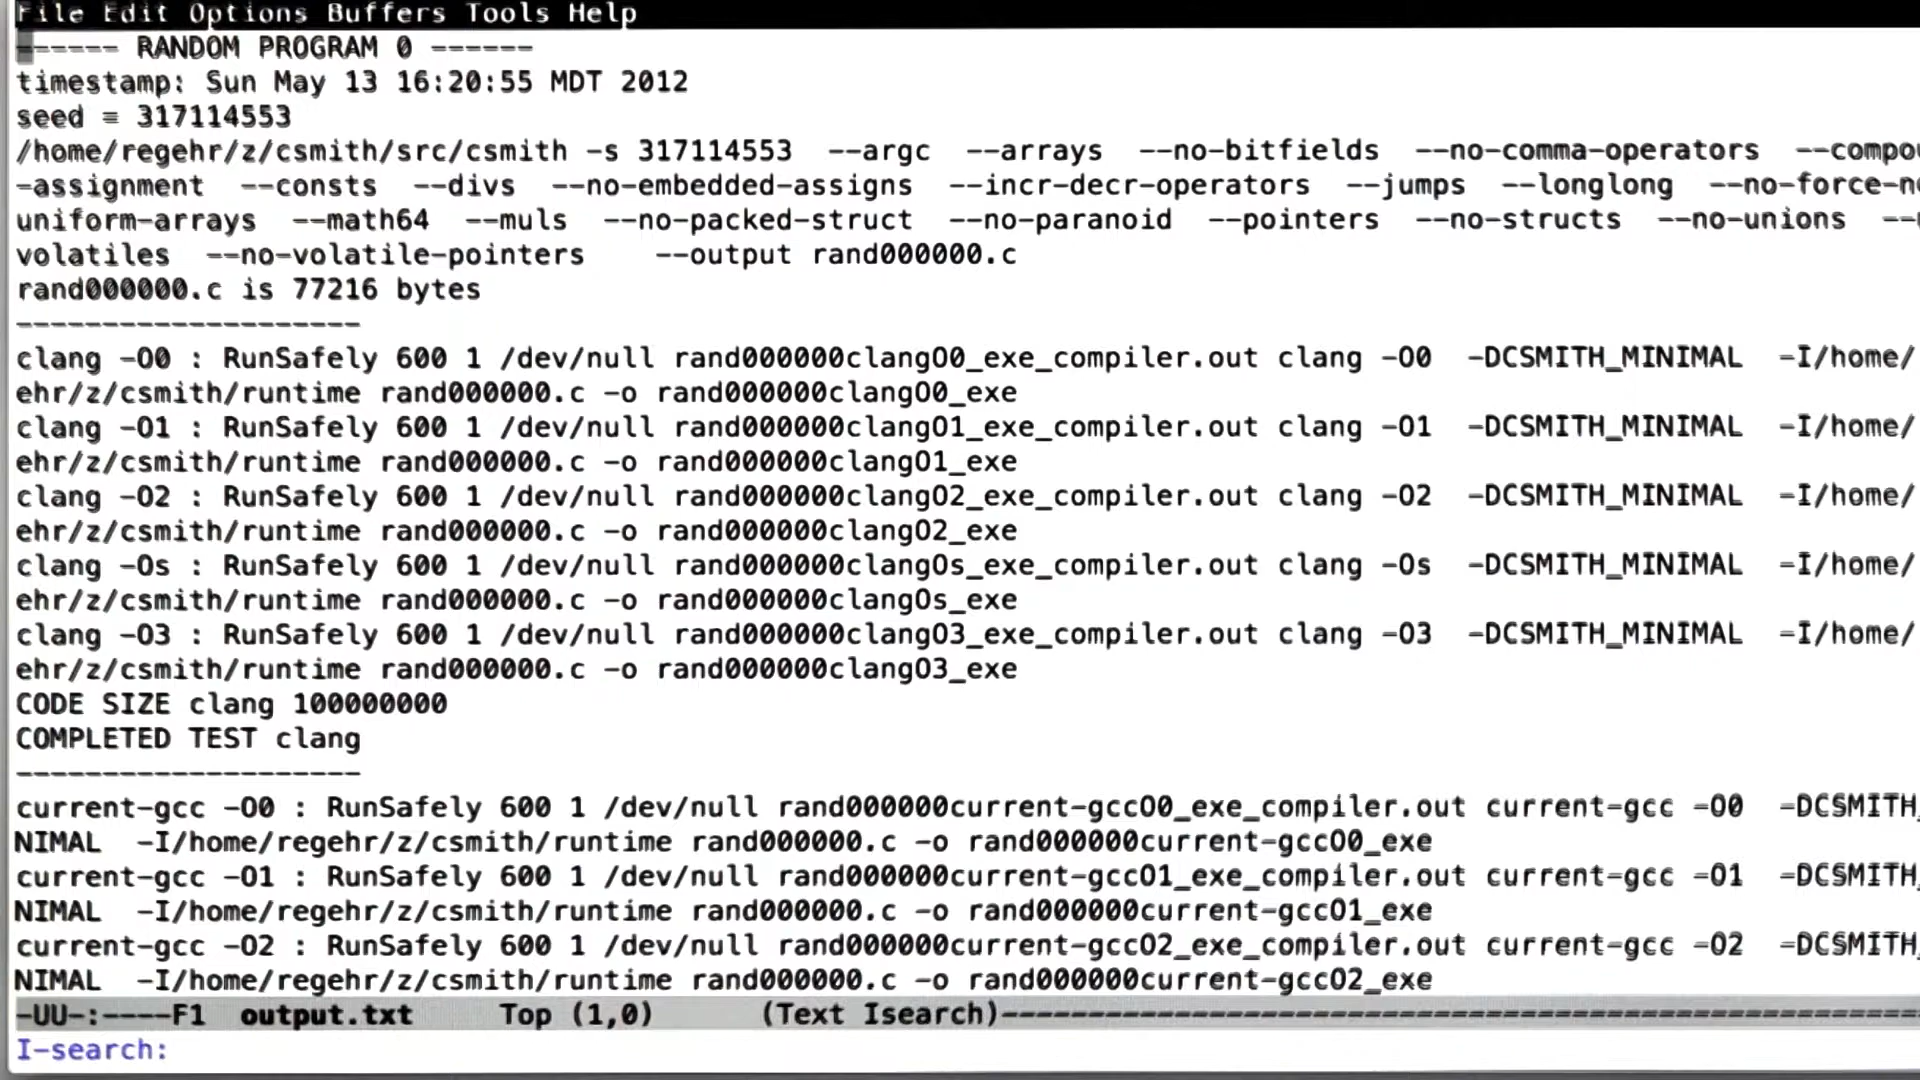 File Edit Options Buffers Tools Help
------ RANDOM PROGRAM 0 ------
timestamp: Sun May 13 16:20:55 MDT 2012
seed = 317114553
/home/regehr/z/csmith/src/csmith -s 317114553  --argc  --arrays  --no-bitfields  --no-comma-operators  --compou
-assignment  --consts  --divs  --no-embedded-assigns  --incr-decr-operators  --jumps  --longlong  --no-force-no
uniform-arrays  --math64  --muls  --no-packed-struct  --no-paranoid  --pointers  --no-structs  --no-unions  --
volatiles  --no-volatile-pointers    --output rand000000.c
rand000000.c is 77216 bytes
--------------------
clang -O0 : RunSafely 600 1 /dev/null rand000000clangO0_exe_compiler.out clang -O0  -DCSMITH_MINIMAL  -I/home/
ehr/z/csmith/runtime rand000000.c -o rand000000clangO0_exe
clang -O1 : RunSafely 600 1 /dev/null rand000000clangO1_exe_compiler.out clang -O1  -DCSMITH_MINIMAL  -I/home/
ehr/z/csmith/runtime rand000000.c -o rand000000clangO1_exe
clang -O2 : RunSafely 600 1 /dev/null rand000000clangO2_exe_compiler.out clang -O2  -DCSMITH_MINIMAL  -I/home/
ehr/z/csmith/runtime rand000000.c -o rand000000clangO2_exe
clang -Os : RunSafely 600 1 /dev/null rand000000clangOs_exe_compiler.out clang -Os  -DCSMITH_MINIMAL  -I/home/
ehr/z/csmith/runtime rand000000.c -o rand000000clangOs_exe
clang -O3 : RunSafely 600 1 /dev/null rand000000clangO3_exe_compiler.out clang -O3  -DCSMITH_MINIMAL  -I/home/
ehr/z/csmith/runtime rand000000.c -o rand000000clangO3_exe
CODE SIZE clang 100000000
COMPLETED TEST clang
--------------------
current-gcc -O0 : RunSafely 600 1 /dev/null rand000000current-gccO0_exe_compiler.out current-gcc -O0  -DCSMITH_
NIMAL  -I/home/regehr/z/csmith/runtime rand000000.c -o rand000000current-gccO0_exe
current-gcc -O1 : RunSafely 600 1 /dev/null rand000000current-gccO1_exe_compiler.out current-gcc -O1  -DCSMITH_
NIMAL  -I/home/regehr/z/csmith/runtime rand000000.c -o rand000000current-gccO1_exe
current-gcc -O2 : RunSafely 600 1 /dev/null rand000000current-gccO2_exe_compiler.out current-gcc -O2  -DCSMITH_
NIMAL  -I/home/regehr/z/csmith/runtime rand000000.c -o rand000000current-gccO2_exe
-UU-:----F1  output.txt     Top (1,0)      (Text Isearch)-----------------------------------------------------
I-search: